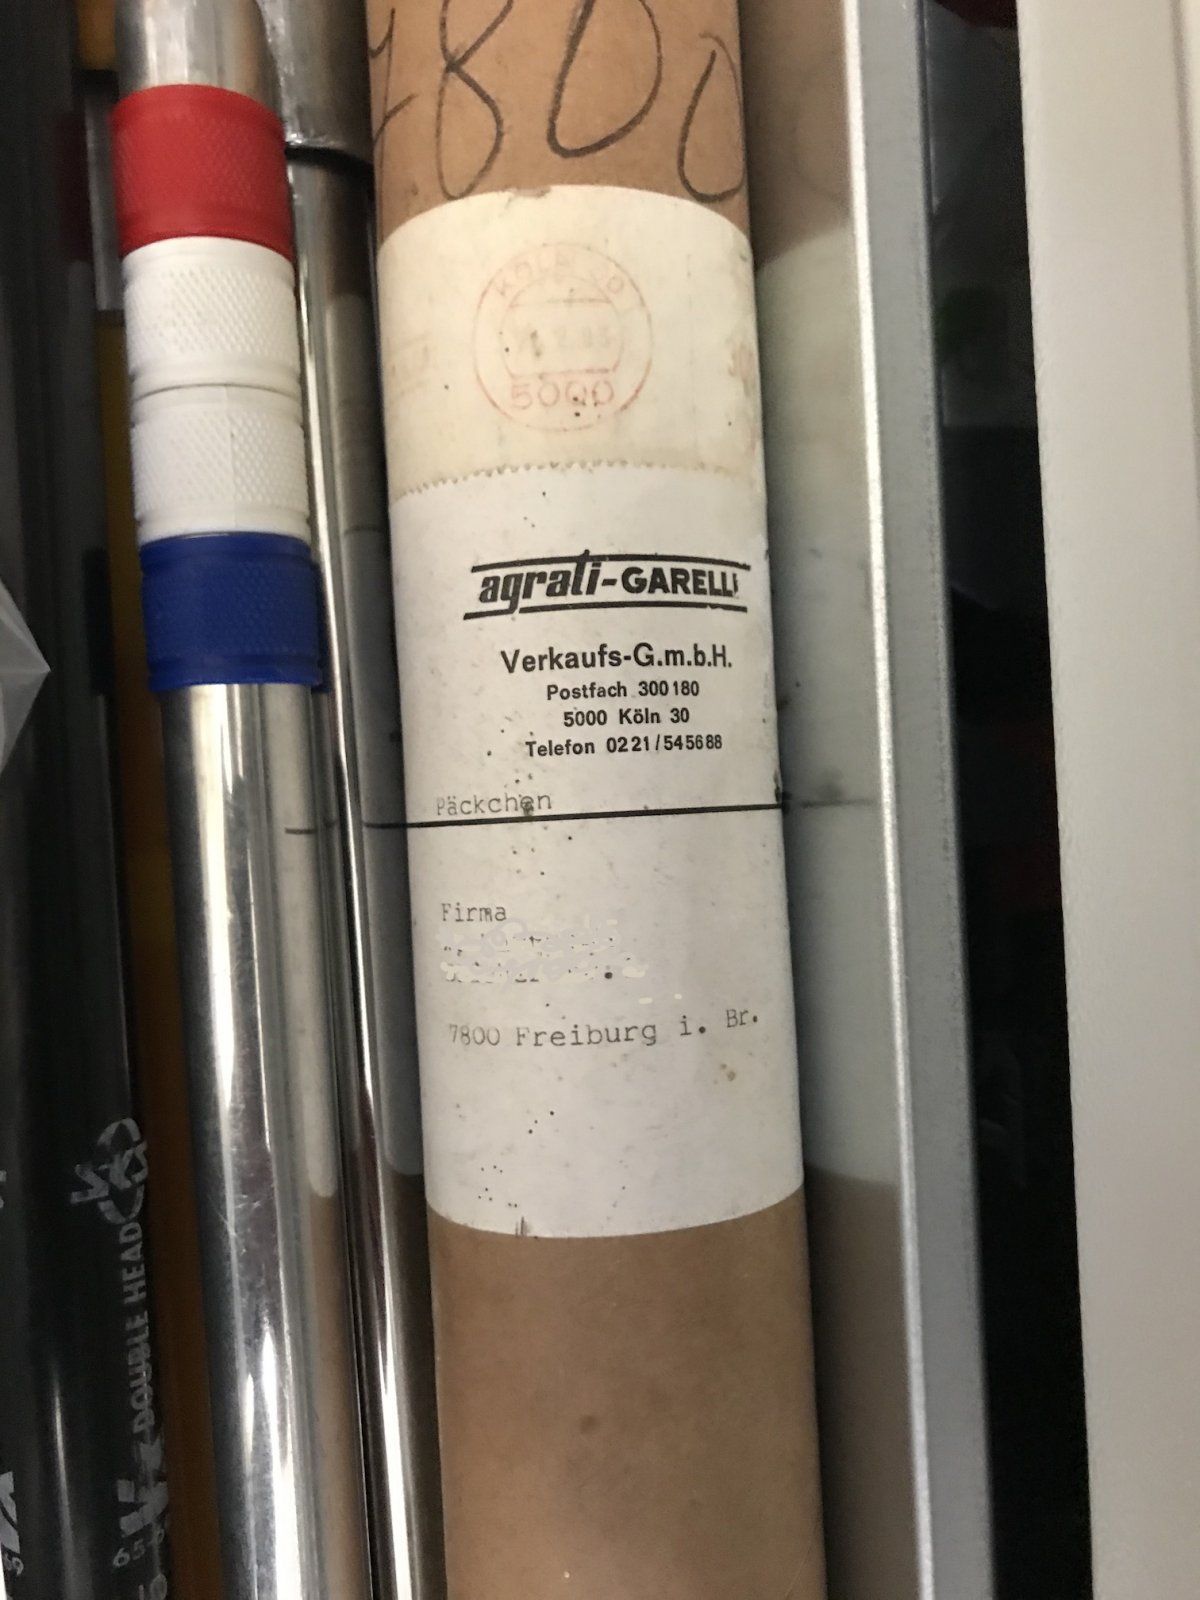 7800
KÖLN 30
5000
agrati-GARELLI
Verkaufs-G.m.b.H.
Postfach 300180
5000 Köln 30
Telefon 0221/545688
Päckchen
Firma
7800 Freiburg i. Br.
DOUBLE HEAD